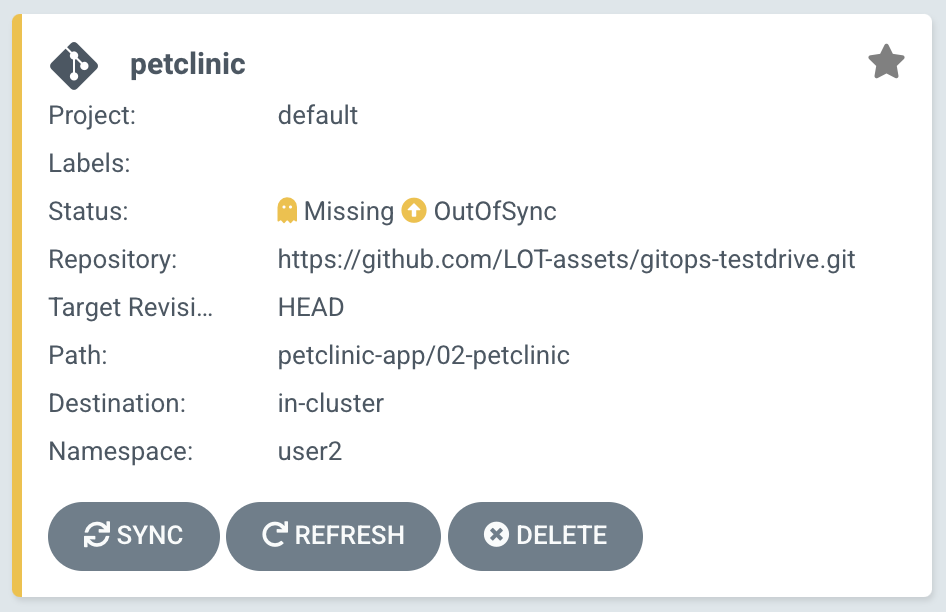 petclinic
Project: default
Labels:
Status: Missing OutOfSync
Repository: https://github.com/LOT-assets/gitops-testdrive.git
Target Revisi... HEAD
Path: petclinic-app/02-petclinic
Destination: in-cluster
Namespace: user2
SYNC REFRESH DELETE